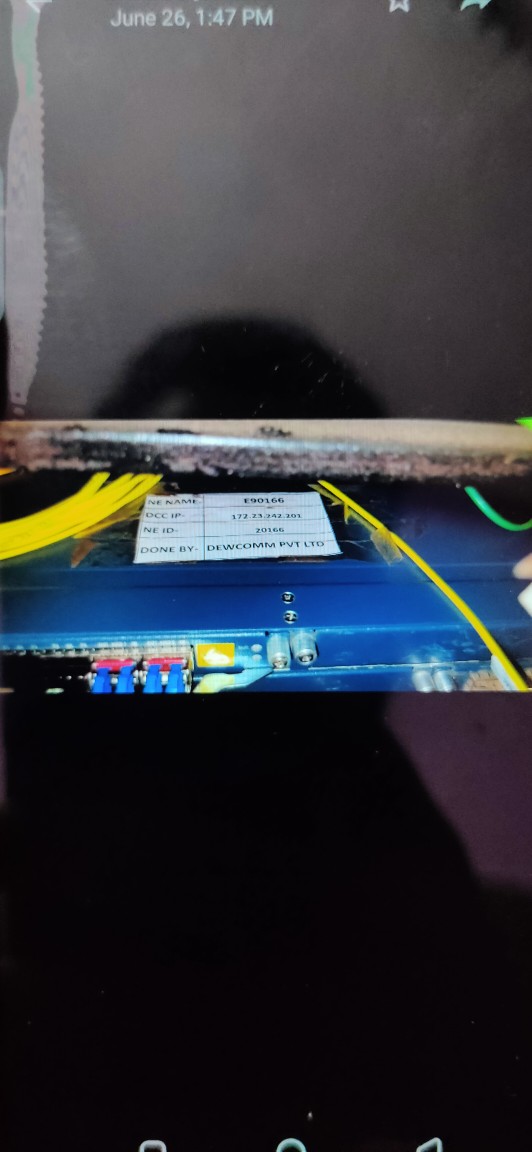 June 26, 1:47 PM
NE NAME- E90166
DCC IP- 172.23.242.201
NE ID- 20166
DONE BY- DEWCOMM PVT LTD